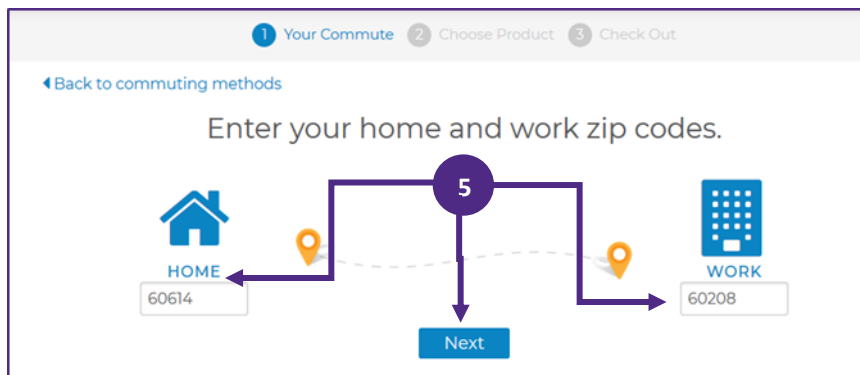 1 Your Commute 2 Choose Product 3 Check Out
Back to commuting methods
Enter your home and work zip codes.
5
HOME
60614
WORK
60208
Next